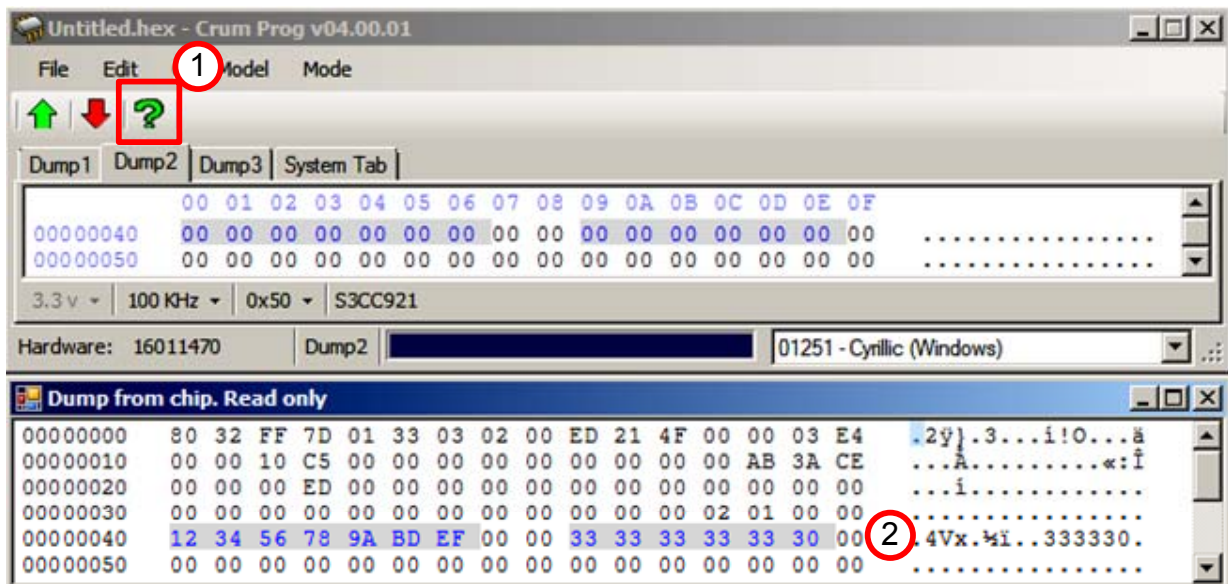 Untitled.hex - Crum Prog v04.00.01
File Edit 1 Model Mode
Dump1 Dump2 Dump3 System Tab
00 01 02 03 04 05 06 07 08 09 0A 0B 0C 0D 0E 0F
00000040 00 00 00 00 00 00 00 00 00 00 00 00 00 00 00 00 ................
00000050 00 00 00 00 00 00 00 00 00 00 00 00 00 00 00 00 ................
3.3 v 100 KHz 0x50 S3CC921
Hardware: 16011470 Dump2 01251 - Cyrillic (Windows)
Dump from chip. Read only
00000000 80 32 FF 7D 01 33 03 02 00 ED 21 4F 00 00 03 E4 .2ÿ}.3...í!O...ä
00000010 00 00 10 C5 00 00 00 00 00 00 00 00 00 AB 3A CE ...Å.........«:Î
00000020 00 00 00 ED 00 00 00 00 00 00 00 00 00 00 00 00 ...í............
00000030 00 00 00 00 00 00 00 00 00 00 00 00 02 01 00 00 ................
00000040 12 34 56 78 9A BD EF 00 00 33 33 33 33 33 30 00 2 .4Vx.½ï..333330.
00000050 00 00 00 00 00 00 00 00 00 00 00 00 00 00 00 00 ................